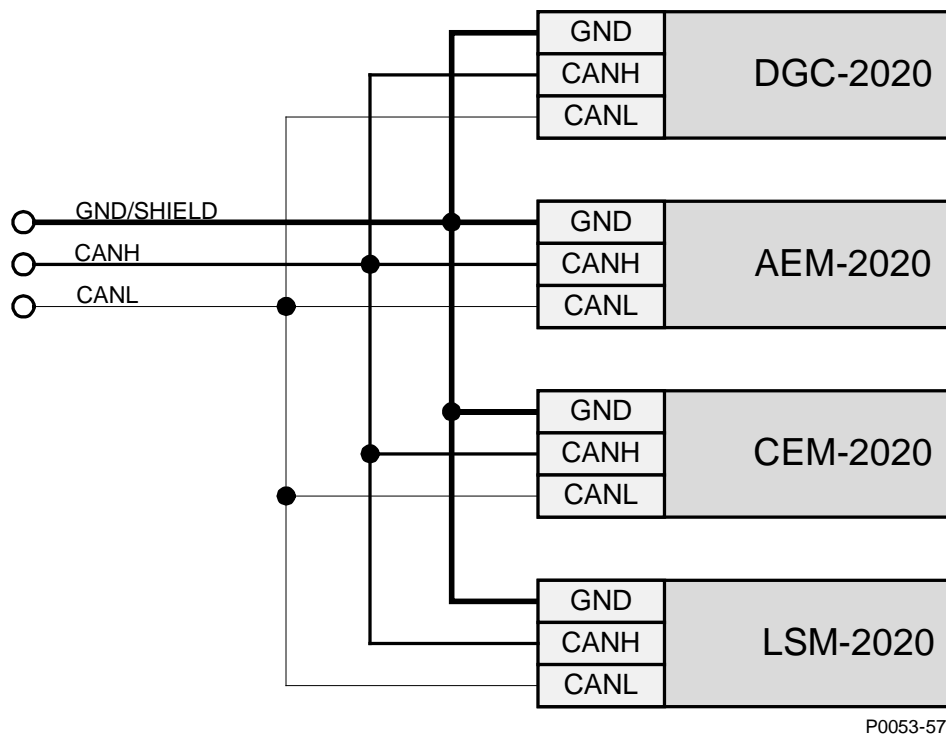 GND
CANH
CANL
DGC-2020
GND/SHIELD
CANH
CANL
GND
CANH
CANL
AEM-2020
GND
CANH
CANL
CEM-2020
GND
CANH
CANL
LSM-2020
P0053-57